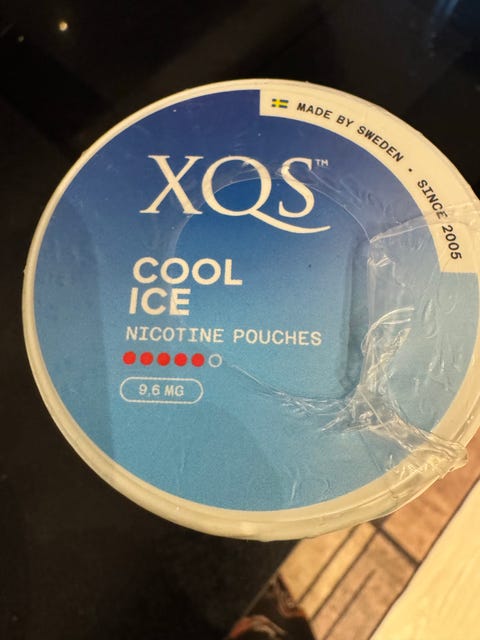 MADE BY SWEDEN • SINCE 2005
XQS™
COOL
ICE
NICOTINE POUCHES
9,6 MG